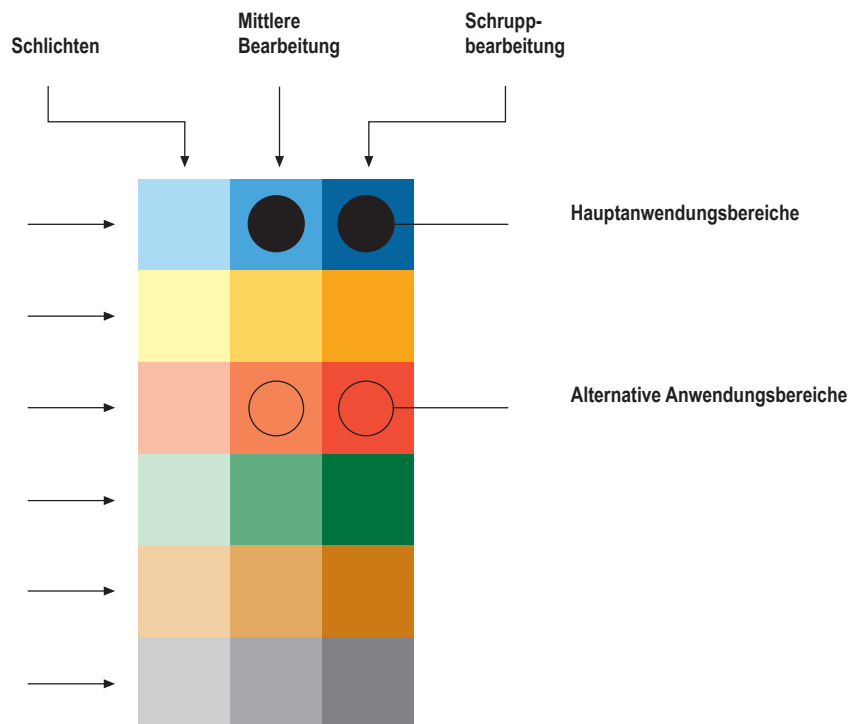 Schlichten
Mittlere
Bearbeitung
Schrupp-
bearbeitung
Hauptanwendungsbereiche
Alternative Anwendungsbereiche